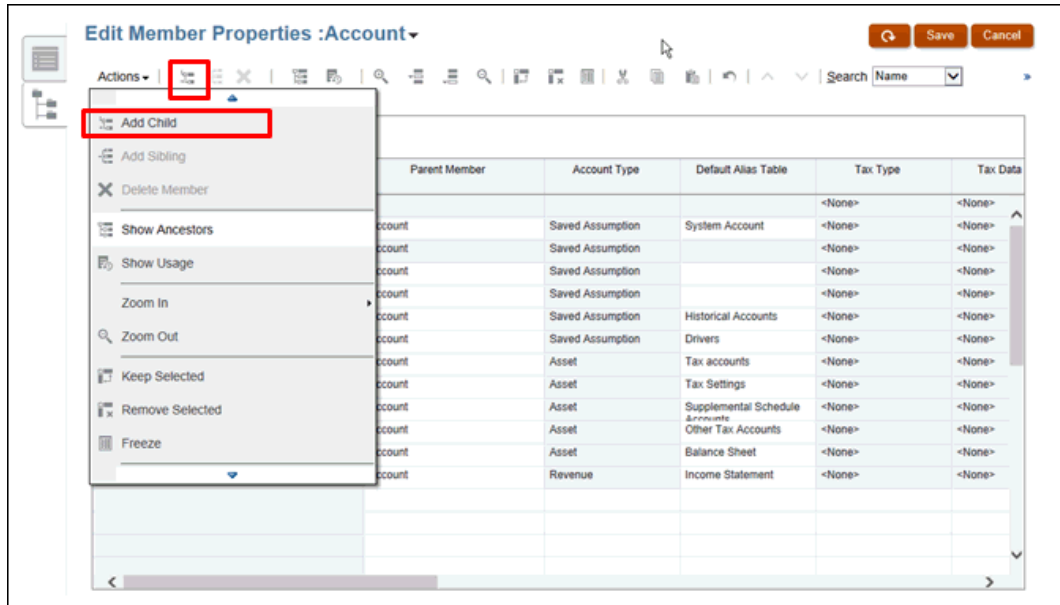 Edit Member Properties :Account
Save Cancel
Actions Search Name »
Add Child
Add Sibling
Delete Member
Show Ancestors
Show Usage
Zoom In
Zoom Out
Keep Selected
Remove Selected
Freeze
Parent Member Account Type Default Alias Table Tax Type Tax Data
<None> <None>
ccount Saved Assumption System Account <None> <None>
ccount Saved Assumption <None> <None>
ccount Saved Assumption <None> <None>
ccount Saved Assumption <None> <None>
ccount Saved Assumption Historical Accounts <None> <None>
ccount Saved Assumption Drivers <None> <None>
ccount Asset Tax accounts <None> <None>
ccount Asset Tax Settings <None> <None>
ccount Asset Supplemental Schedule <None> <None>
Accounts
ccount Asset Other Tax Accounts <None> <None>
ccount Asset Balance Sheet <None> <None>
ccount Revenue Income Statement <None> <None>